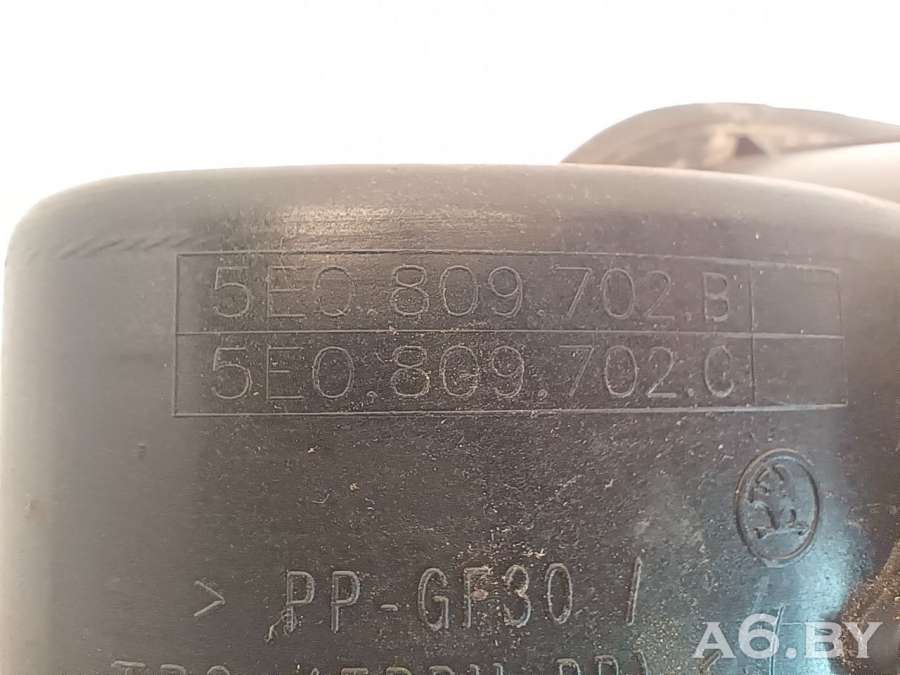 5E0.809.702.B
5E0.809.702.C
> PP-GF30 /
A6.BY